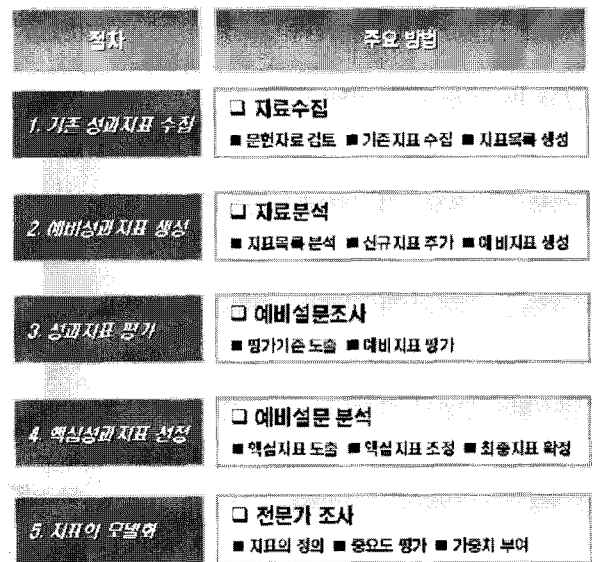 절차
주요 방법
1. 기존 성과지표 수집
❑ 자료수집
■ 문헌자료 검토 ■ 기존지표 수집 ■ 지표목록 생성
2. 예비성과지표 생성
❑ 자료분석
■ 지표목록 분석 ■ 신규지표 추가 ■ 예비지표 생성
3. 성과지표 평가
❑ 예비설문조사
■ 평가기준 도출 ■ 예비지표 평가
4. 핵심성과지표 선정
❑ 예비설문 분석
■ 핵심지표 도출 ■ 핵심지표 조정 ■ 최종지표 확정
5. 지표의 모델화
❑ 전문가 조사
■ 지표의 정의 ■ 중요도 평가 ■ 가중치 부여